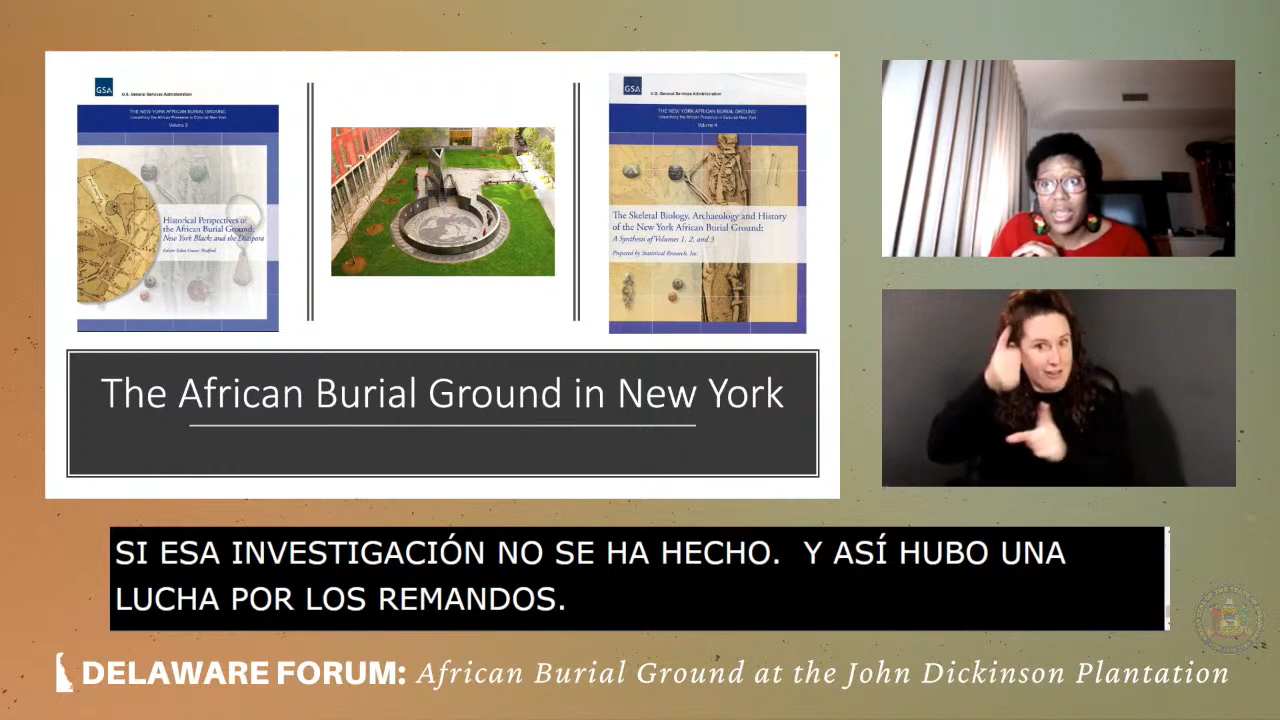 GSA
U.S. General Services Administration
THE NEW YORK AFRICAN BURIAL GROUND:
Unearthing the African Presence in Colonial New York
Volume 3
Historical Perspectives of
the African Burial Ground:
New York Blacks and the Diaspora
GSA
U.S. General Services Administration
THE NEW YORK AFRICAN BURIAL GROUND:
Unearthing the African Presence in Colonial New York
Volume 4
The Skeletal Biology, Archaeology and History
of the New York African Burial Ground:
A Synthesis of Volumes 1, 2, and 3
Prepared by Statistical Research, Inc.
The African Burial Ground in New York
SI ESA INVESTIGACIÓN NO SE HA HECHO. Y ASÍ HUBO UNA
LUCHA POR LOS REMANDOS.
DELAWARE FORUM: African Burial Ground at the John Dickinson Plantation